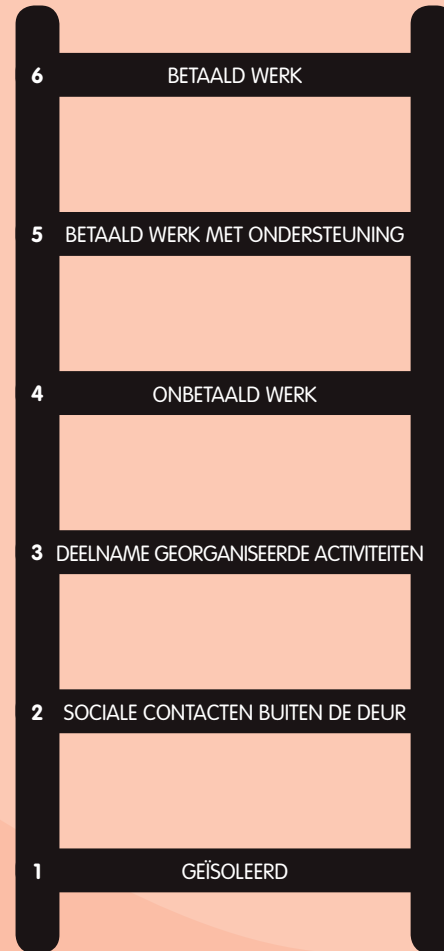 6 BETAALD WERK
5 BETAALD WERK MET ONDERSTEUNING
4 ONBETAALD WERK
3 DEELNAME GEORGANISEERDE ACTIVITEITEN
2 SOCIALE CONTACTEN BUITEN DE DEUR
1 GEÏSOLEERD